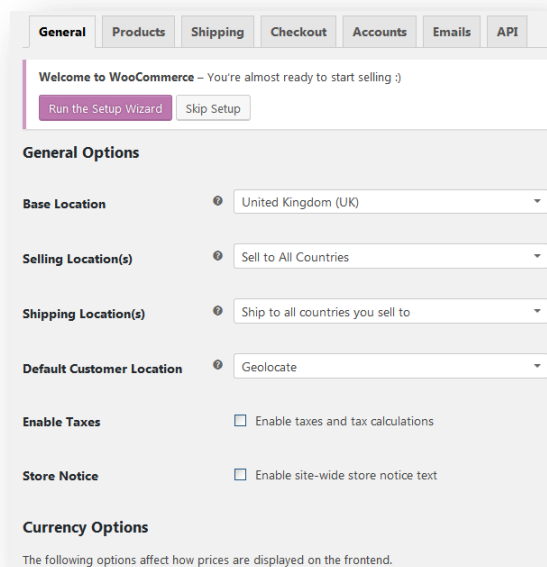 General Products Shipping Checkout Accounts Emails API
Welcome to WooCommerce – You're almost ready to start selling :)
Run the Setup Wizard Skip Setup
General Options
Base Location ? United Kingdom (UK)
Selling Location(s) ? Sell to All Countries
Shipping Location(s) ? Ship to all countries you sell to
Default Customer Location ? Geolocate
Enable Taxes Enable taxes and tax calculations
Store Notice Enable site-wide store notice text
Currency Options
The following options affect how prices are displayed on the frontend.